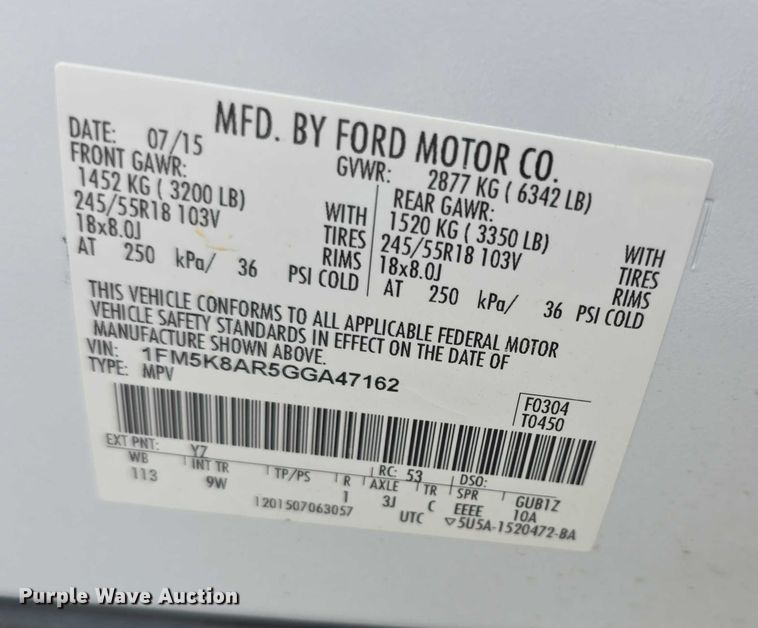 MFD. BY FORD MOTOR CO.
DATE: 07/15 GVWR: 2877 KG ( 6342 LB)
FRONT GAWR: REAR GAWR:
1452 KG ( 3200 LB) WITH 1520 KG ( 3350 LB) WITH
245/55R18 103V TIRES 245/55R18 103V TIRES
18x8.0J RIMS 18x8.0J RIMS
AT 250 kPa/ 36 PSI COLD AT 250 kPa/ 36 PSI COLD
THIS VEHICLE CONFORMS TO ALL APPLICABLE FEDERAL MOTOR
VEHICLE SAFETY STANDARDS IN EFFECT ON THE DATE OF
MANUFACTURE SHOWN ABOVE.
VIN: 1FM5K8AR5GGA47162
TYPE: MPV
F0304
T0450
EXT PNT: YZ RC: 53 DSO:
WB INT TR TP/PS R AXLE TR SPR GUB1Z
113 9W 1 3J C EEEE 10A
1201507063057 UTC ▽5U5A-1520472-BA
Purple Wave Auction